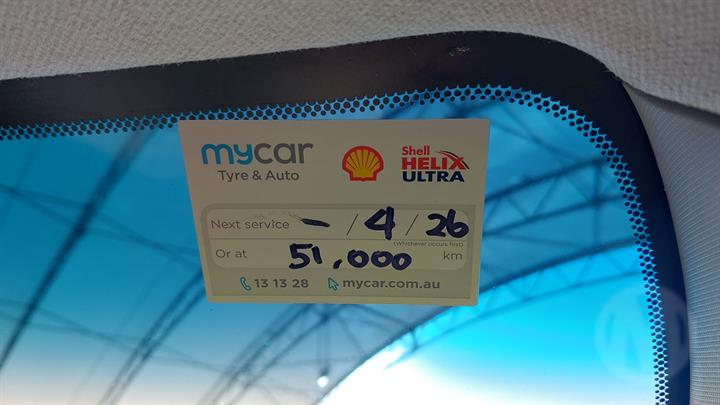 mycar
Tyre & Auto
Shell
HELIX
ULTRA
Next service - / 4 / 26
(Whichever occurs first)
Or at 51,000 km
13 13 28 mycar.com.au